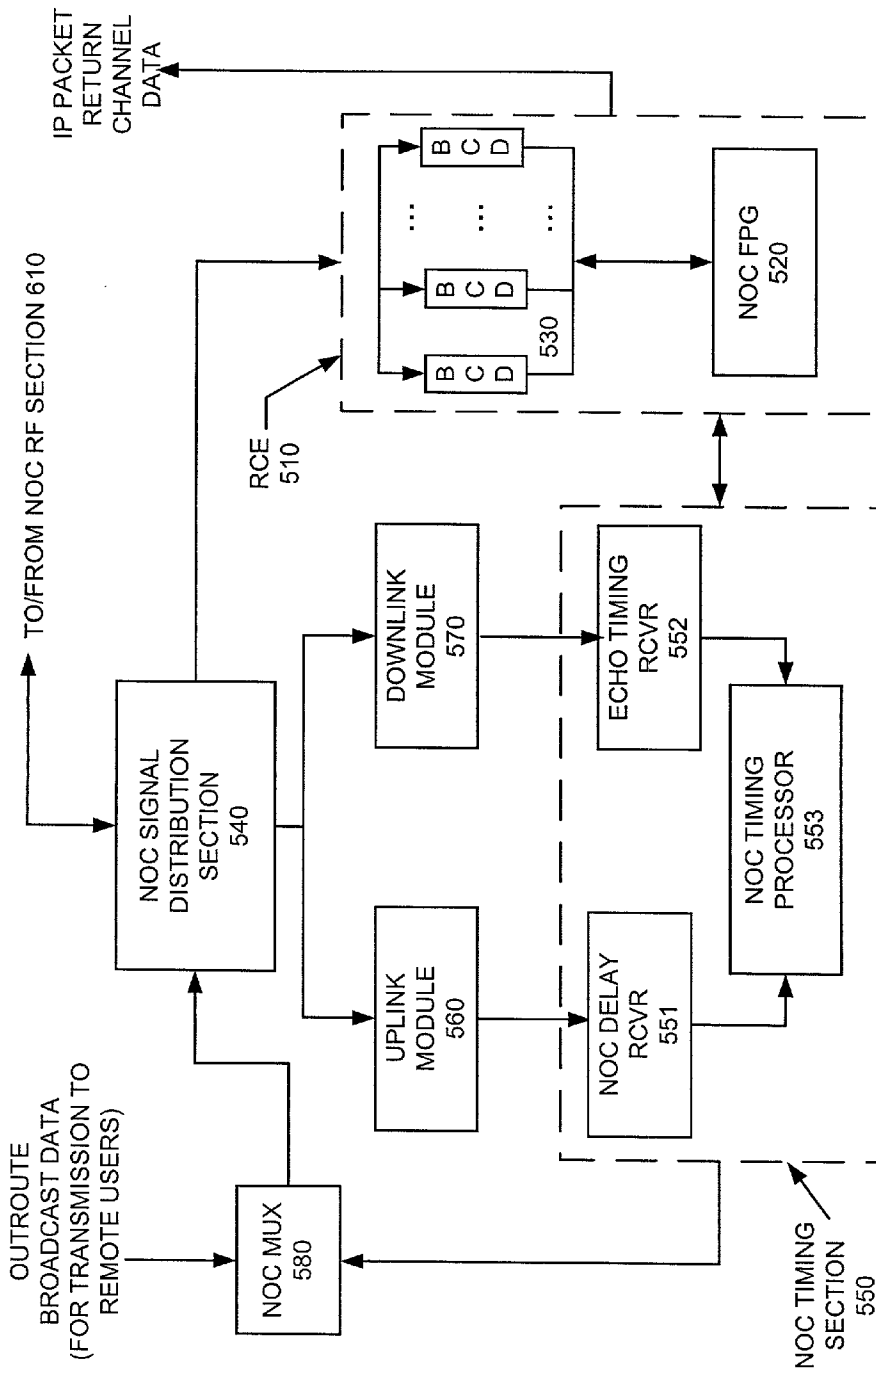 TO/FROM NOC RF SECTION 610
IP PACKET
RETURN
CHANNEL
DATA
OUTROUTE
BROADCAST DATA
(FOR TRANSMISSION TO
REMOTE USERS)
NOC MUX
580
NOC SIGNAL
DISTRIBUTION
SECTION
540
RCE
510
B
C
D
B
C
D
...
...
...
B
C
D
530
NOC FPG
520
UPLINK
MODULE
560
DOWNLINK
MODULE
570
NOC DELAY
RCVR
551
ECHO TIMING
RCVR
552
NOC TIMING
PROCESSOR
553
NOC TIMING
SECTION
550